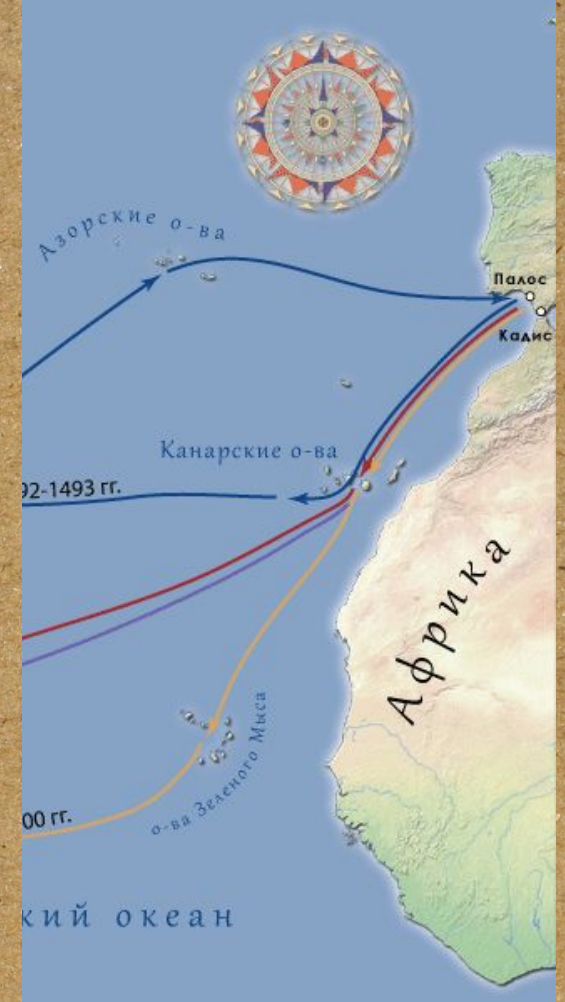 Азорские о-ва
Палос
Кадис
Канарские о-ва
92-1493 гг.
Африка
о-ва Зеленого Мыса
00 гг.
кий океан